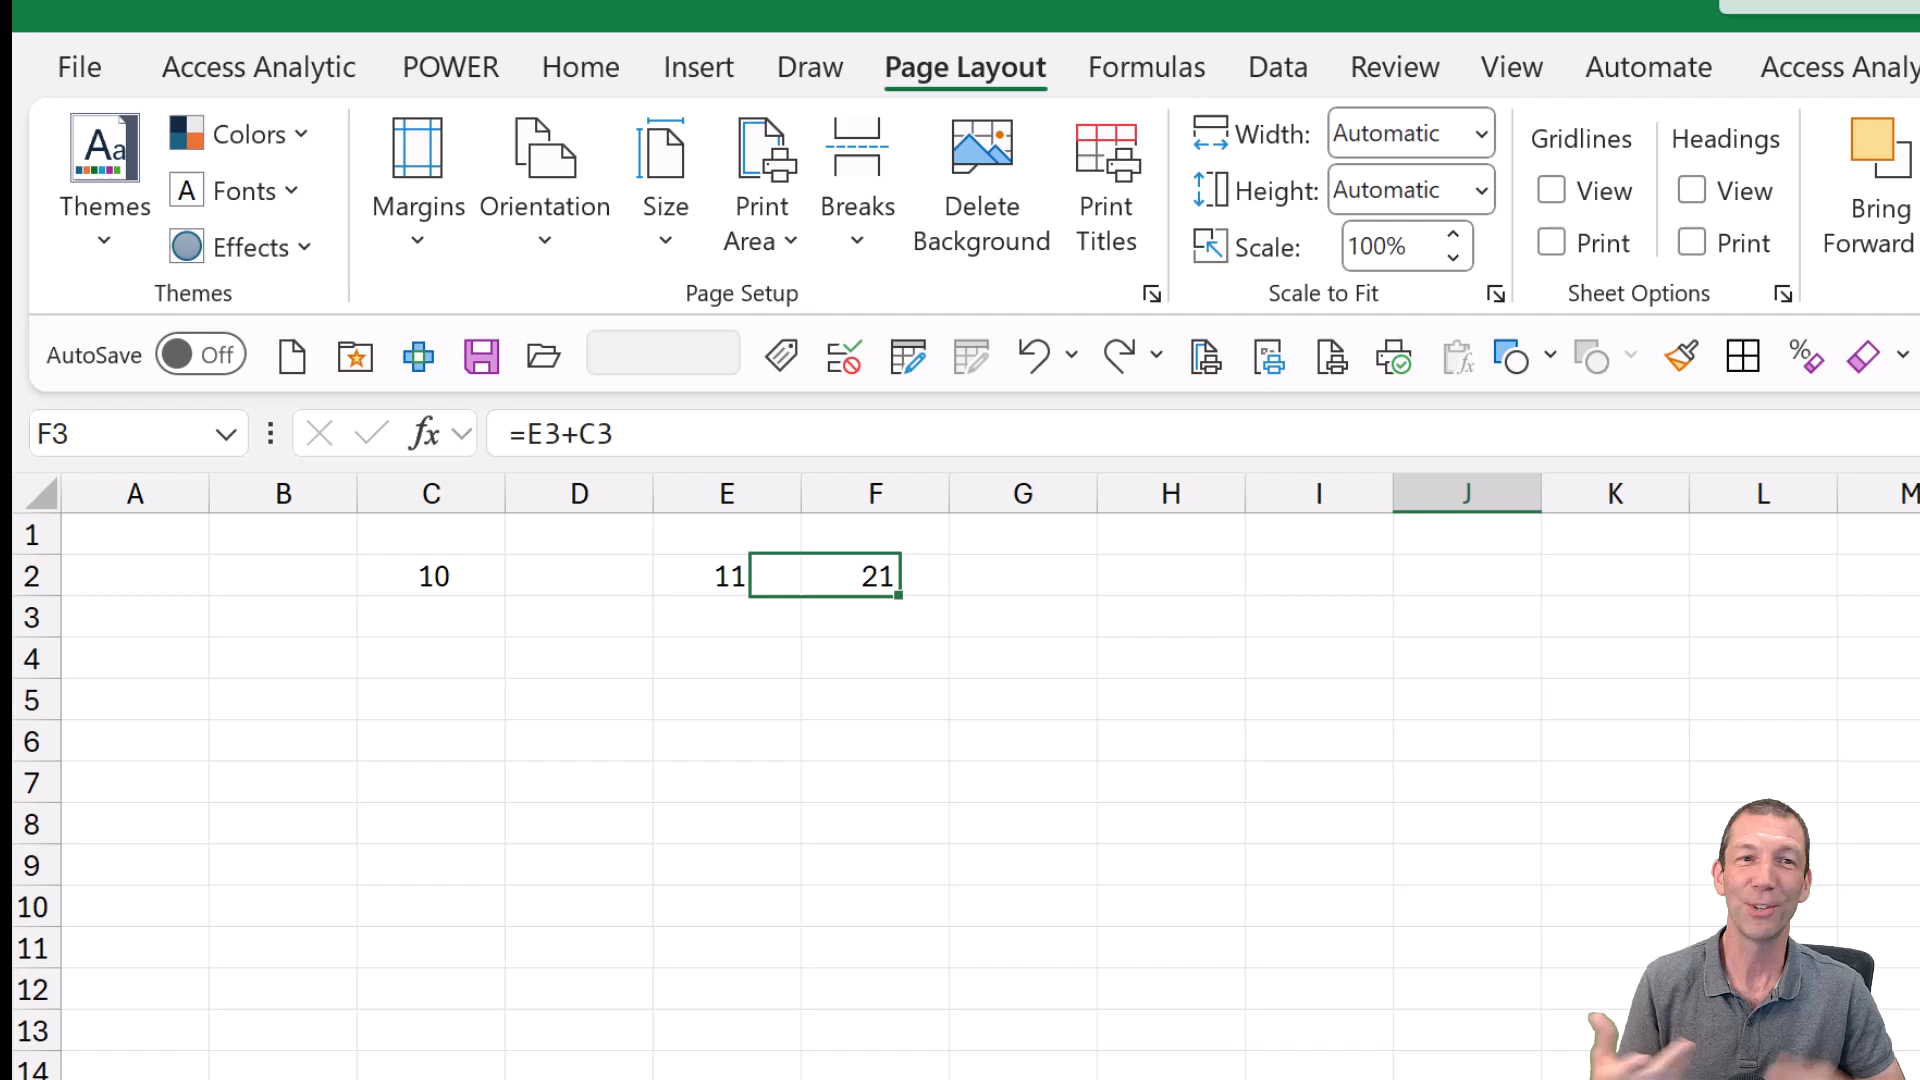 File Access Analytic POWER Home Insert Draw Page Layout Formulas Data Review View Automate Access Analy
Aa Themes
Colors
A Fonts
Effects
Themes
Margins Orientation Size Print Area Breaks Delete Background Print Titles
Page Setup
Width: Automatic
Height: Automatic
Scale: 100%
Scale to Fit
Gridlines Headings
View View
Print Print
Sheet Options
Bring
Forward
AutoSave Off
F3 fx =E3+C3
A B C D E F G H I J K L M
1
2 10 11 21
3
4
5
6
7
8
9
10
11
12
13
14